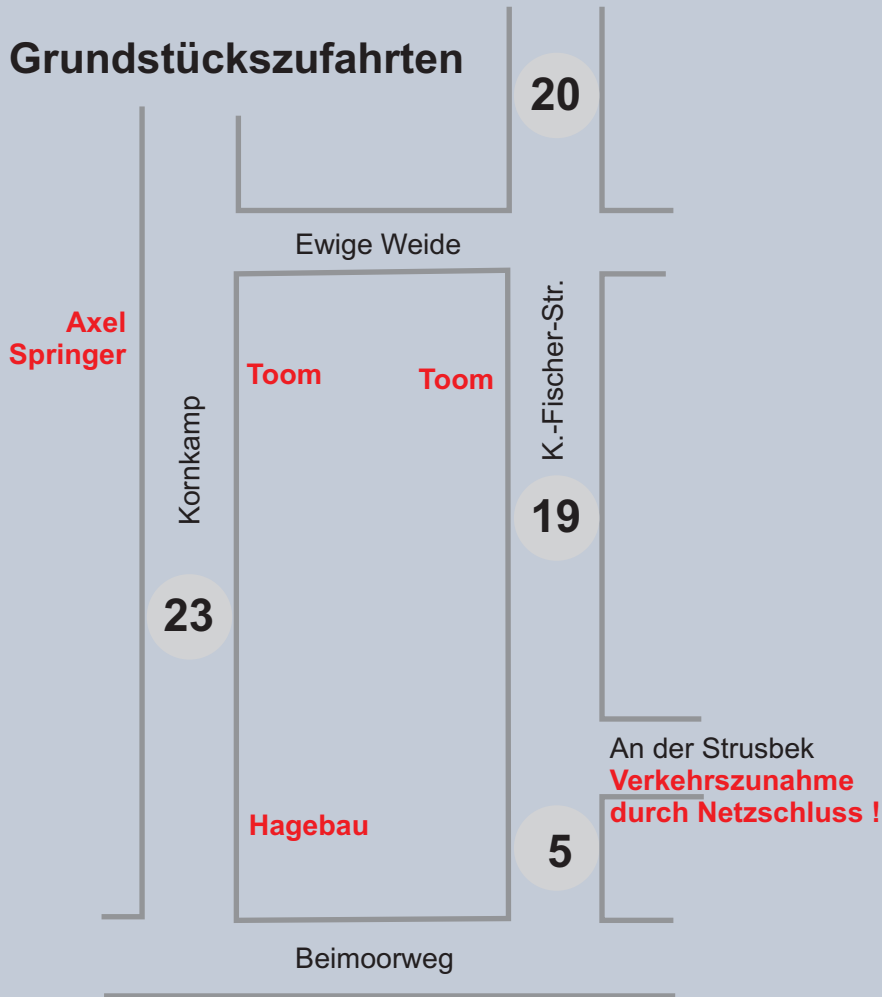 Grundstückszufahrten
20
Ewige Weide
Axel
Springer
Toom
Toom
K.-Fischer-Str.
Kornkamp
19
23
An der Strusbek
Verkehrszunahme
durch Netzschluss !
Hagebau
5
Beimoorweg